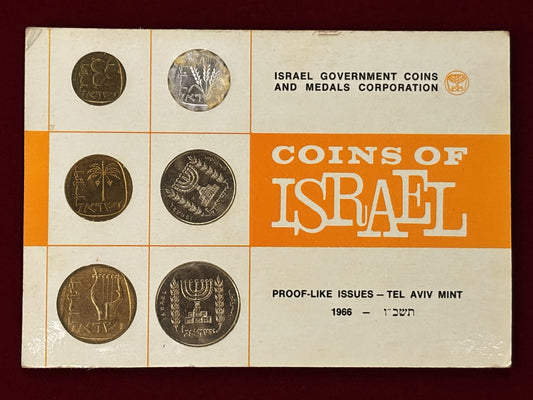 ISRAEL GOVERNMENT COINS
AND MEDALS CORPORATION
COINS OF
ISRAEL
PROOF-LIKE ISSUES — TEL AVIV MINT
1966 — תשכ"ו